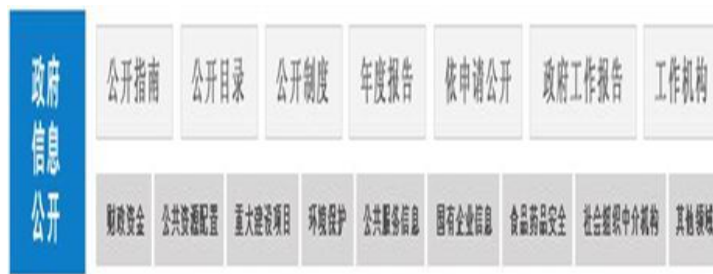 政府
信息
公开
公开指南 公开目录 公开制度 年度报告 依申请公开 政府工作报告 工作机构
财政资金 公共资源配置 重大建设项目 环境保护 公共服务信息 国有企业信息 食品药品安全 社会组织中介机构 其他领域